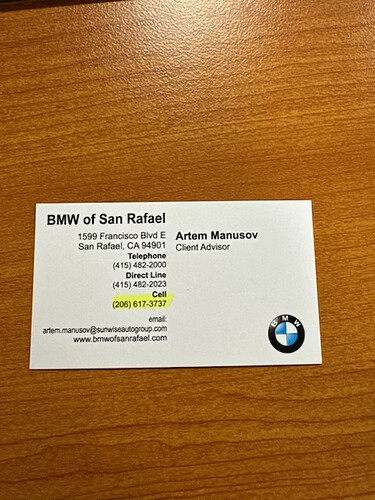 BMW of San Rafael
1599 Francisco Blvd E
San Rafael, CA 94901
Telephone
(415) 482-2000
Direct Line
(415) 482-2023
Cell
(206) 617-3737
email:
artem.manusov@sunwiseautogroup.com
www.bmwofsanrafael.com
Artem Manusov
Client Advisor
BMW